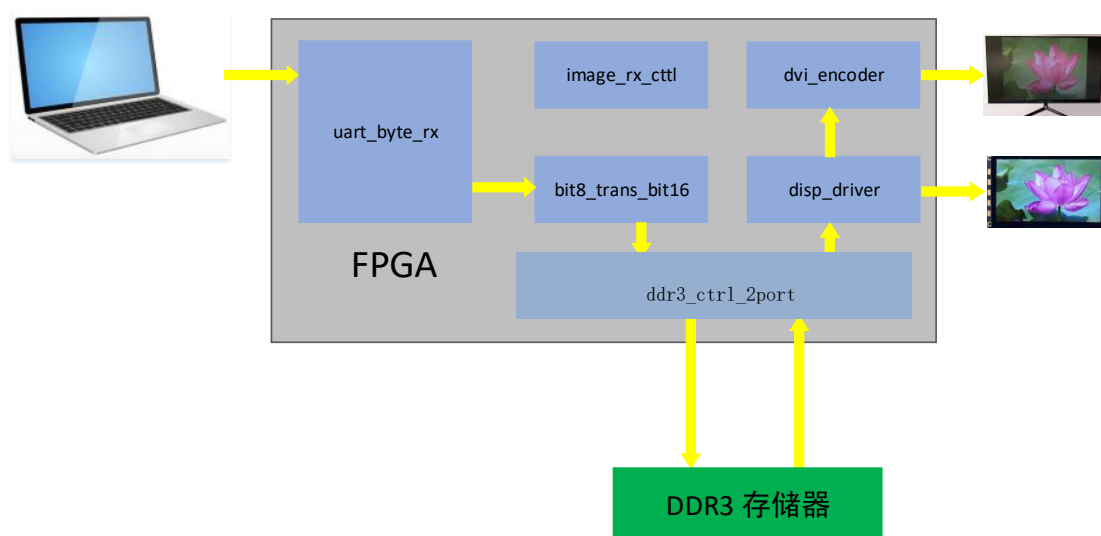 image_rx_cttl
dvi_encoder
uart_byte_rx
bit8_trans_bit16
disp_driver
FPGA
ddr3_ctrl_2port
DDR3 存储器